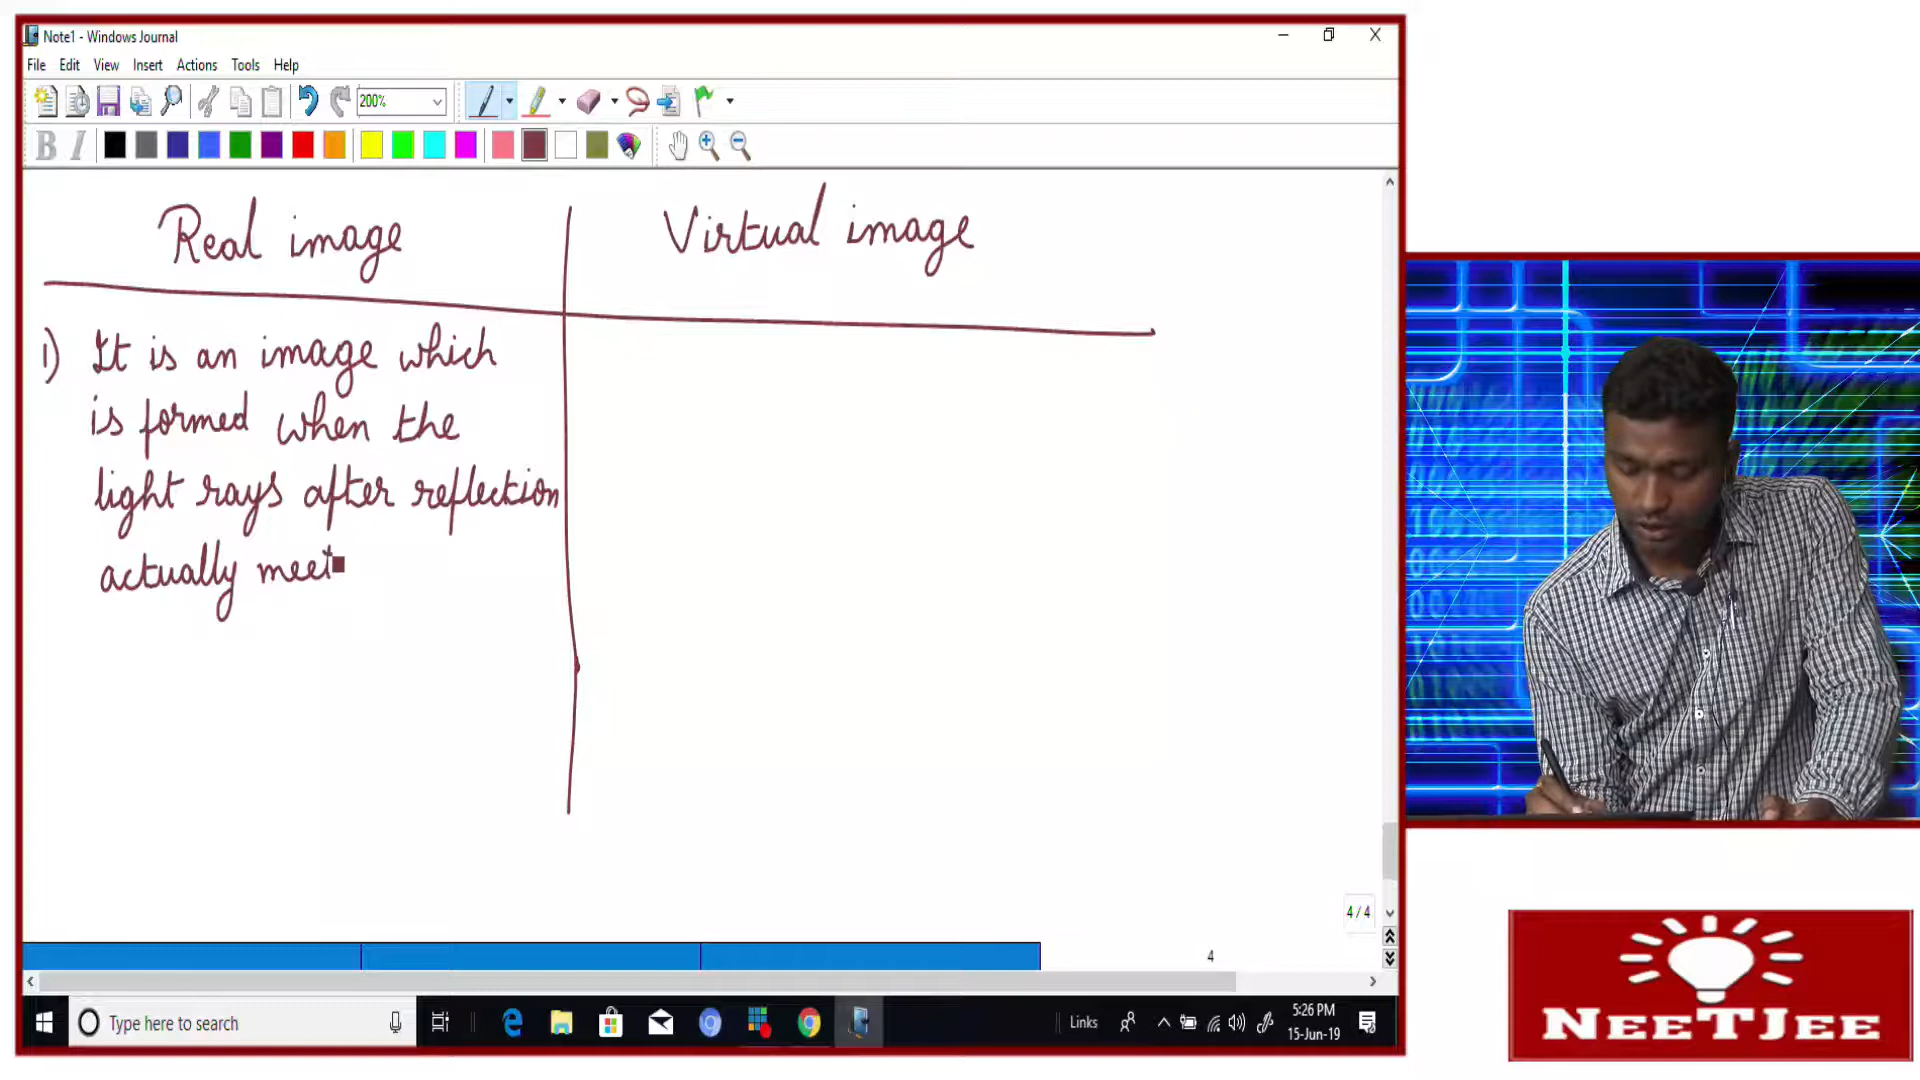 Note1 - Windows Journal
File Edit View Insert Actions Tools Help
200%
B I
Real image
Virtual image
1) It is an image which
is formed when the
light rays after reflection
actually meet
4 / 4
4
Type here to search
Links
5:26 PM
15-Jun-19
NEETJEE